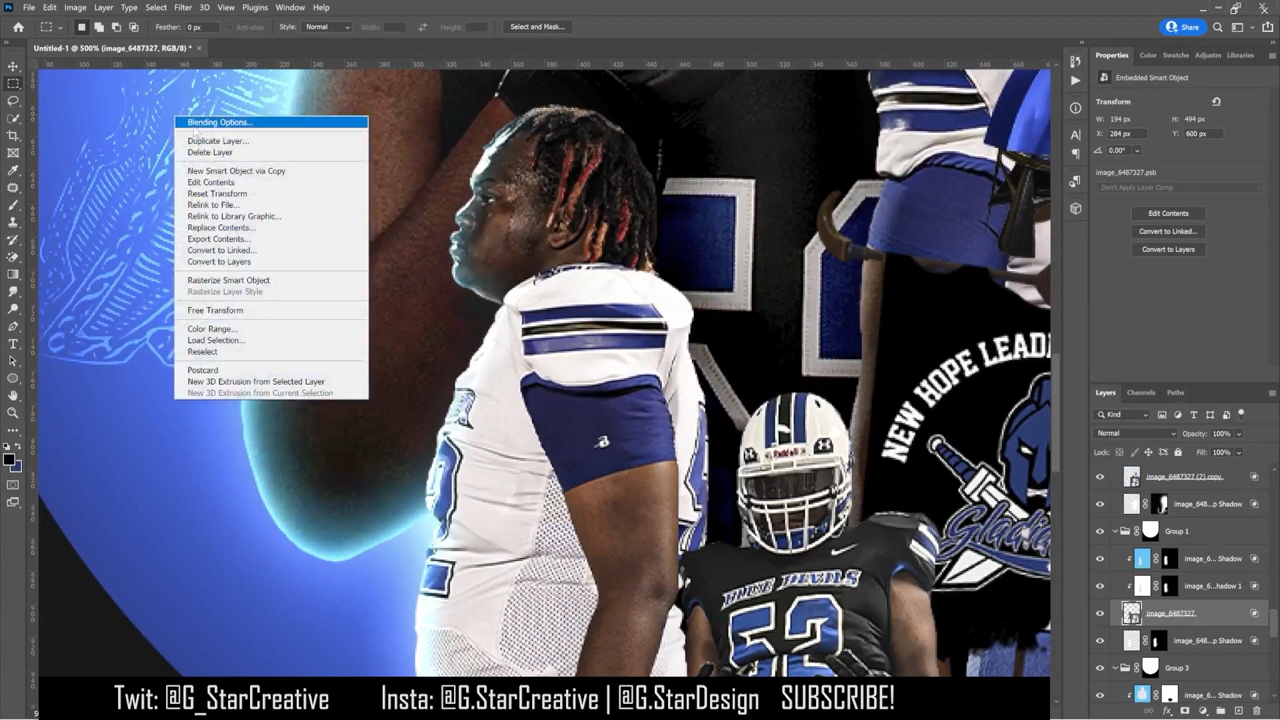 File Edit Image Layer Type Select Filter 3D View Plugins Window Help
Feather: 0 px Anti-alias Style: Normal Width: Height: Select and Mask... Share
Untitled-1 @ 500% (image_6487327, RGB/8) *
Properties Color Swatches Adjustm Libraries
Embedded Smart Object
Transform
W: 194 px H: 494 px
X: 284 px Y: 600 px
0.00°
image_6487327.psb
Don't Apply Layer Comp
Edit Contents
Convert to Linked...
Convert to Layers
Blending Options...
Duplicate Layer...
Delete Layer
New Smart Object via Copy
Edit Contents
Reset Transform
Relink to File...
Relink to Library Graphic...
Replace Contents...
Export Contents...
Convert to Linked...
Convert to Layers
Rasterize Smart Object
Rasterize Layer Style
Free Transform
Color Range...
Load Selection...
Reselect
Postcard
New 3D Extrusion from Selected Layer
New 3D Extrusion from Current Selection
NEW HOPE LEAD
Gladia
BLUE DEVILS
52
Layers Channels Paths
Kind
Normal Opacity: 100%
Lock: Fill: 100%
image_6487327 (2) copy
image_648...p Shadow
Group 1
image_6...p Shadow
image_6...hadow 1
image_6487327
image_648...p Shadow
Group 3
image_6...p Shadow
Twit: @G_StarCreative Insta: @G.StarCreative | @G.StarDesign SUBSCRIBE!